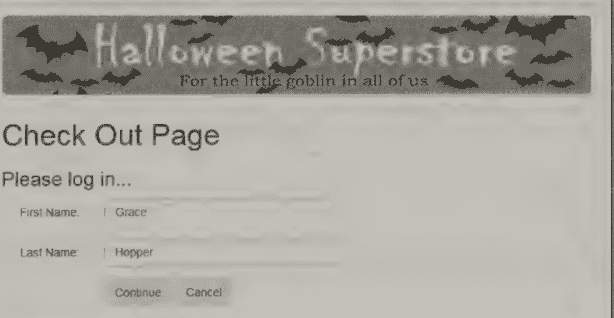 Halloween Superstore
For the little goblin in all of us
Check Out Page
Please log in...
First Name: Grace
Last Name: Hopper
Continue Cancel